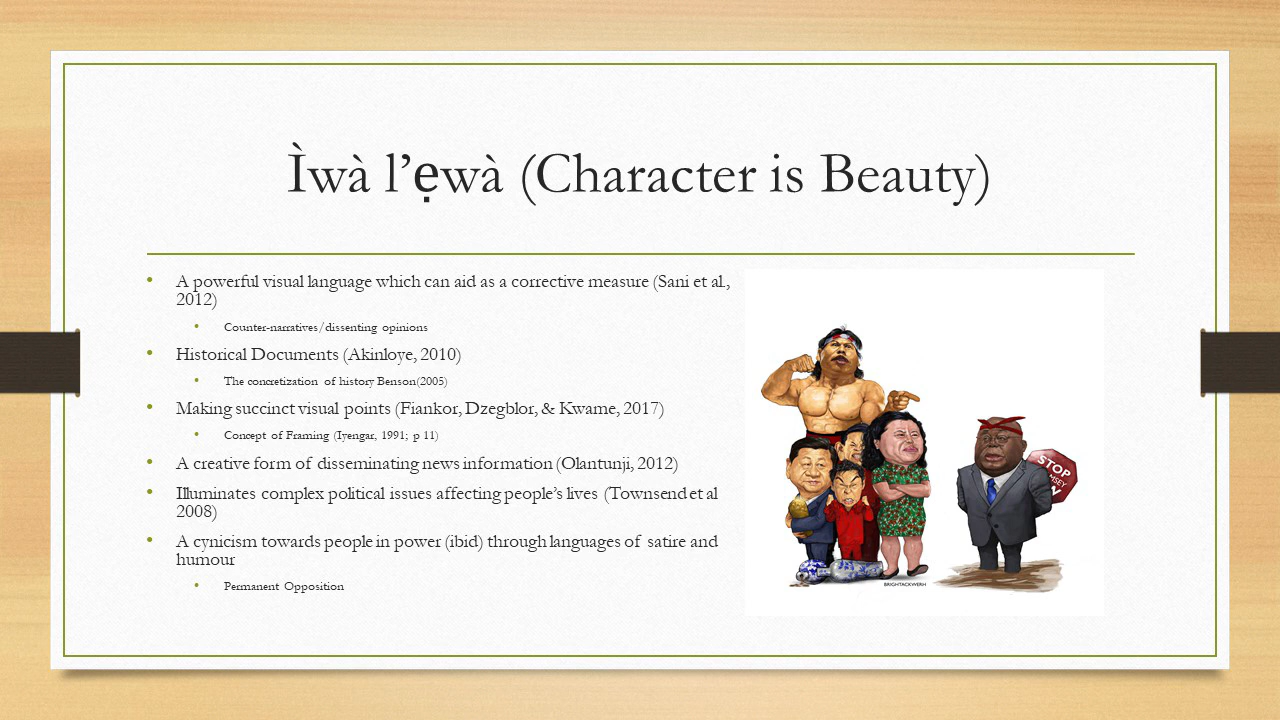 Ìwà l’ẹwà (Character is Beauty)
• A powerful visual language which can aid as a corrective measure (Sani et al.,
2012)
• Counter-narratives/dissenting opinions
• Historical Documents (Akinloye, 2010)
• The concretization of history Benson(2005)
• Making succinct visual points (Fiankor, Dzegblor, & Kwame, 2017)
• Concept of Framing (Iyengar, 1991; p 11)
• A creative form of disseminating news information (Olantunji, 2012)
• Illuminates complex political issues affecting people’s lives (Townsend et al
2008)
• A cynicism towards people in power (ibid) through languages of satire and
humour
• Permanent Opposition
STOP
BRIGHTACKWERH